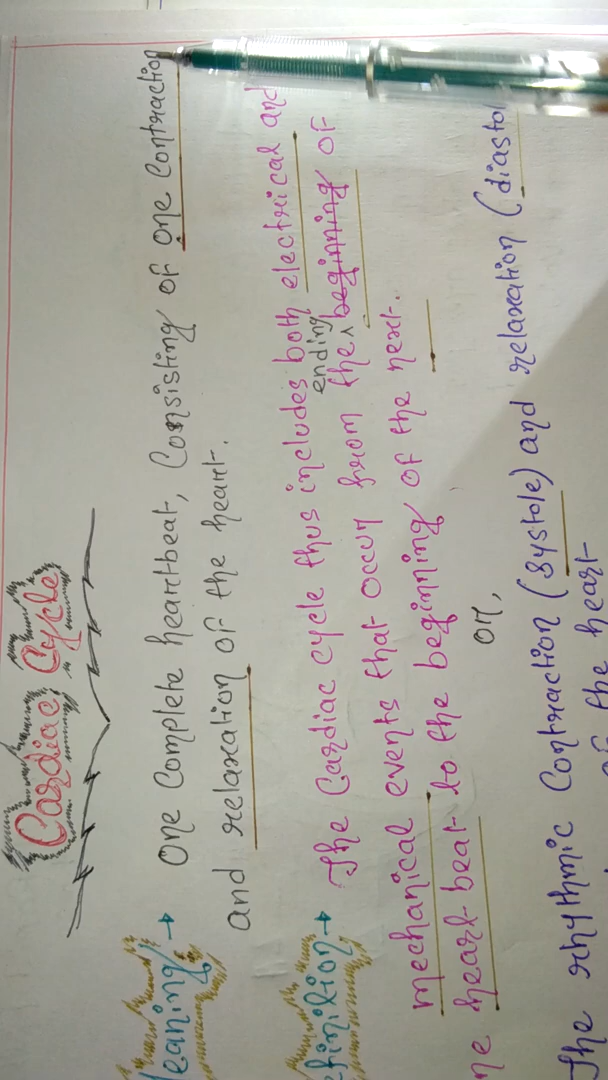 Cardiac Cycle
Meaning → One Complete heartbeat, Consisting of one Contraction
and relaxation of the heart.
Definition → The Cardiac cycle thus includes both electrical and
mechanical events that occur from the ending ~~beginning~~ of
one heart-beat to the beginning of the next.
or,
The rhythmic Contraction (systole) and relaxation (diastol
of the heart